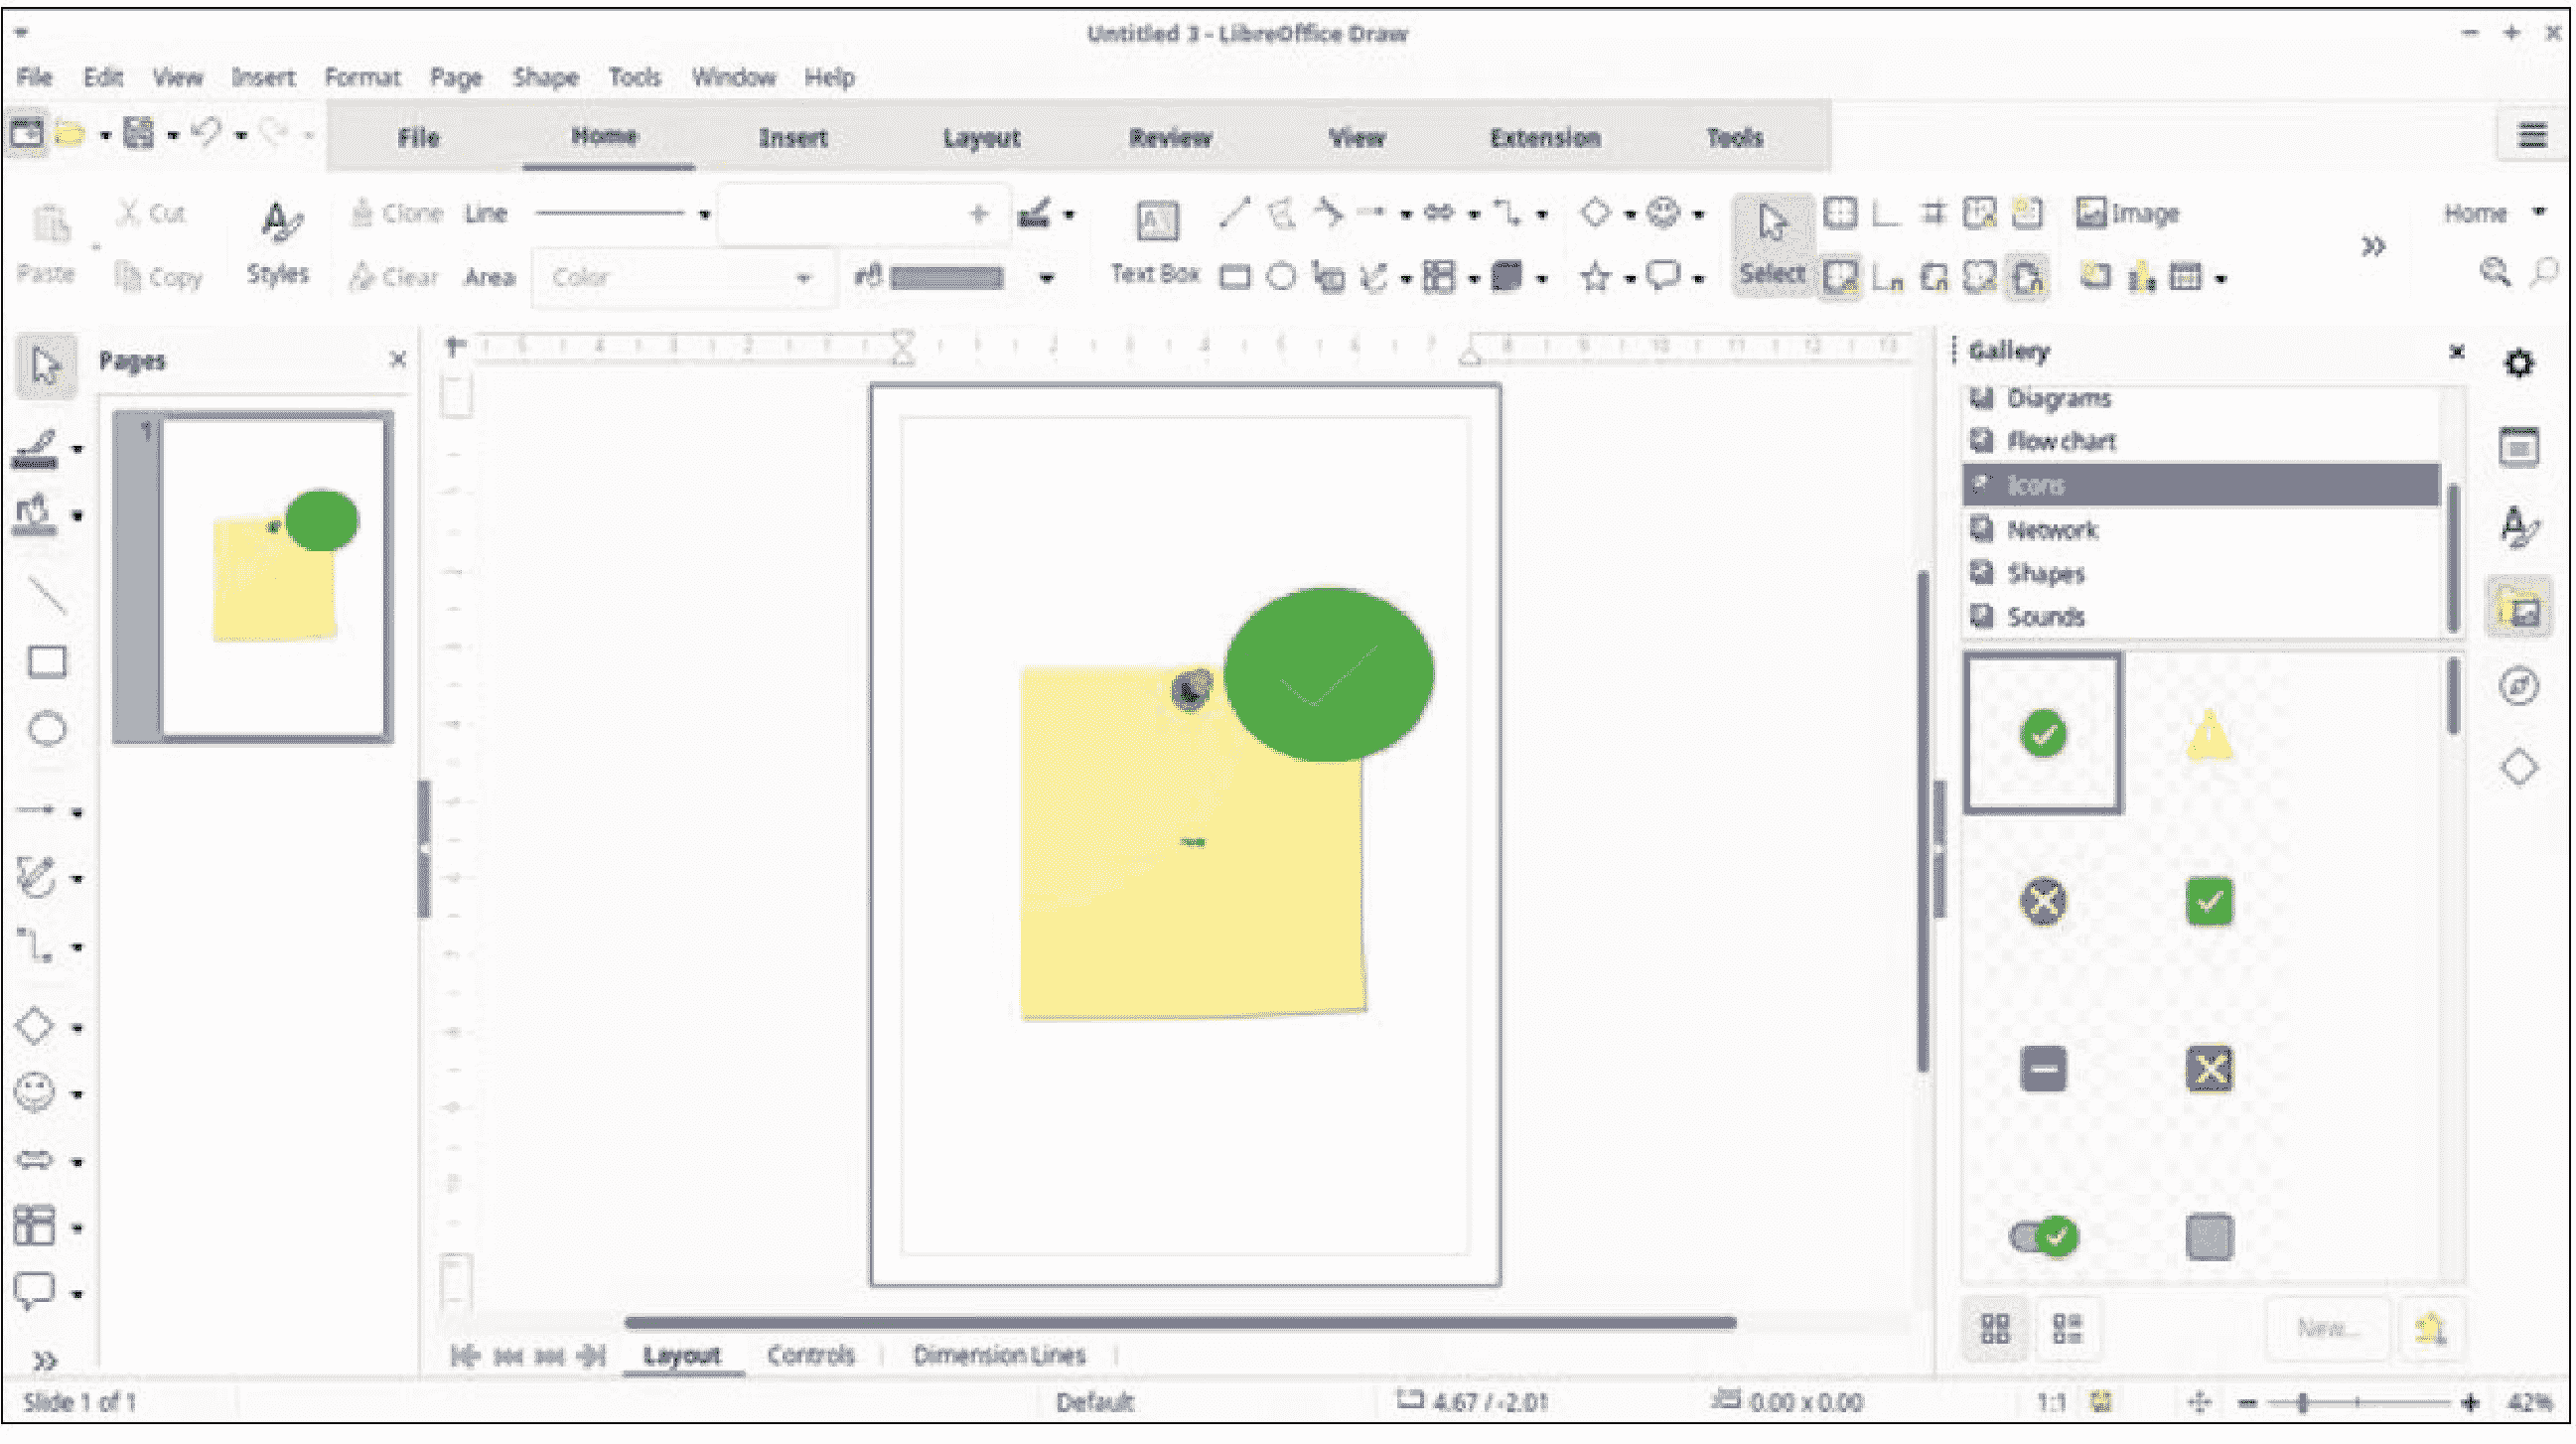 Untitled 3 - LibreOffice Draw
File Edit View Insert Format Page Shape Tools Window Help
File Home Insert Layout Review View Extension Tools
Cut Clone Line Image Home
Paste Copy Styles Clear Area Color Text Box Select
Pages
1
Gallery
Diagrams
flow chart
Icons
Network
Shapes
Sounds
New...
Layout Controls Dimension Lines
Slide 1 of 1 Default 4.67 / -2.01 0.00 x 0.00 1:1 42%